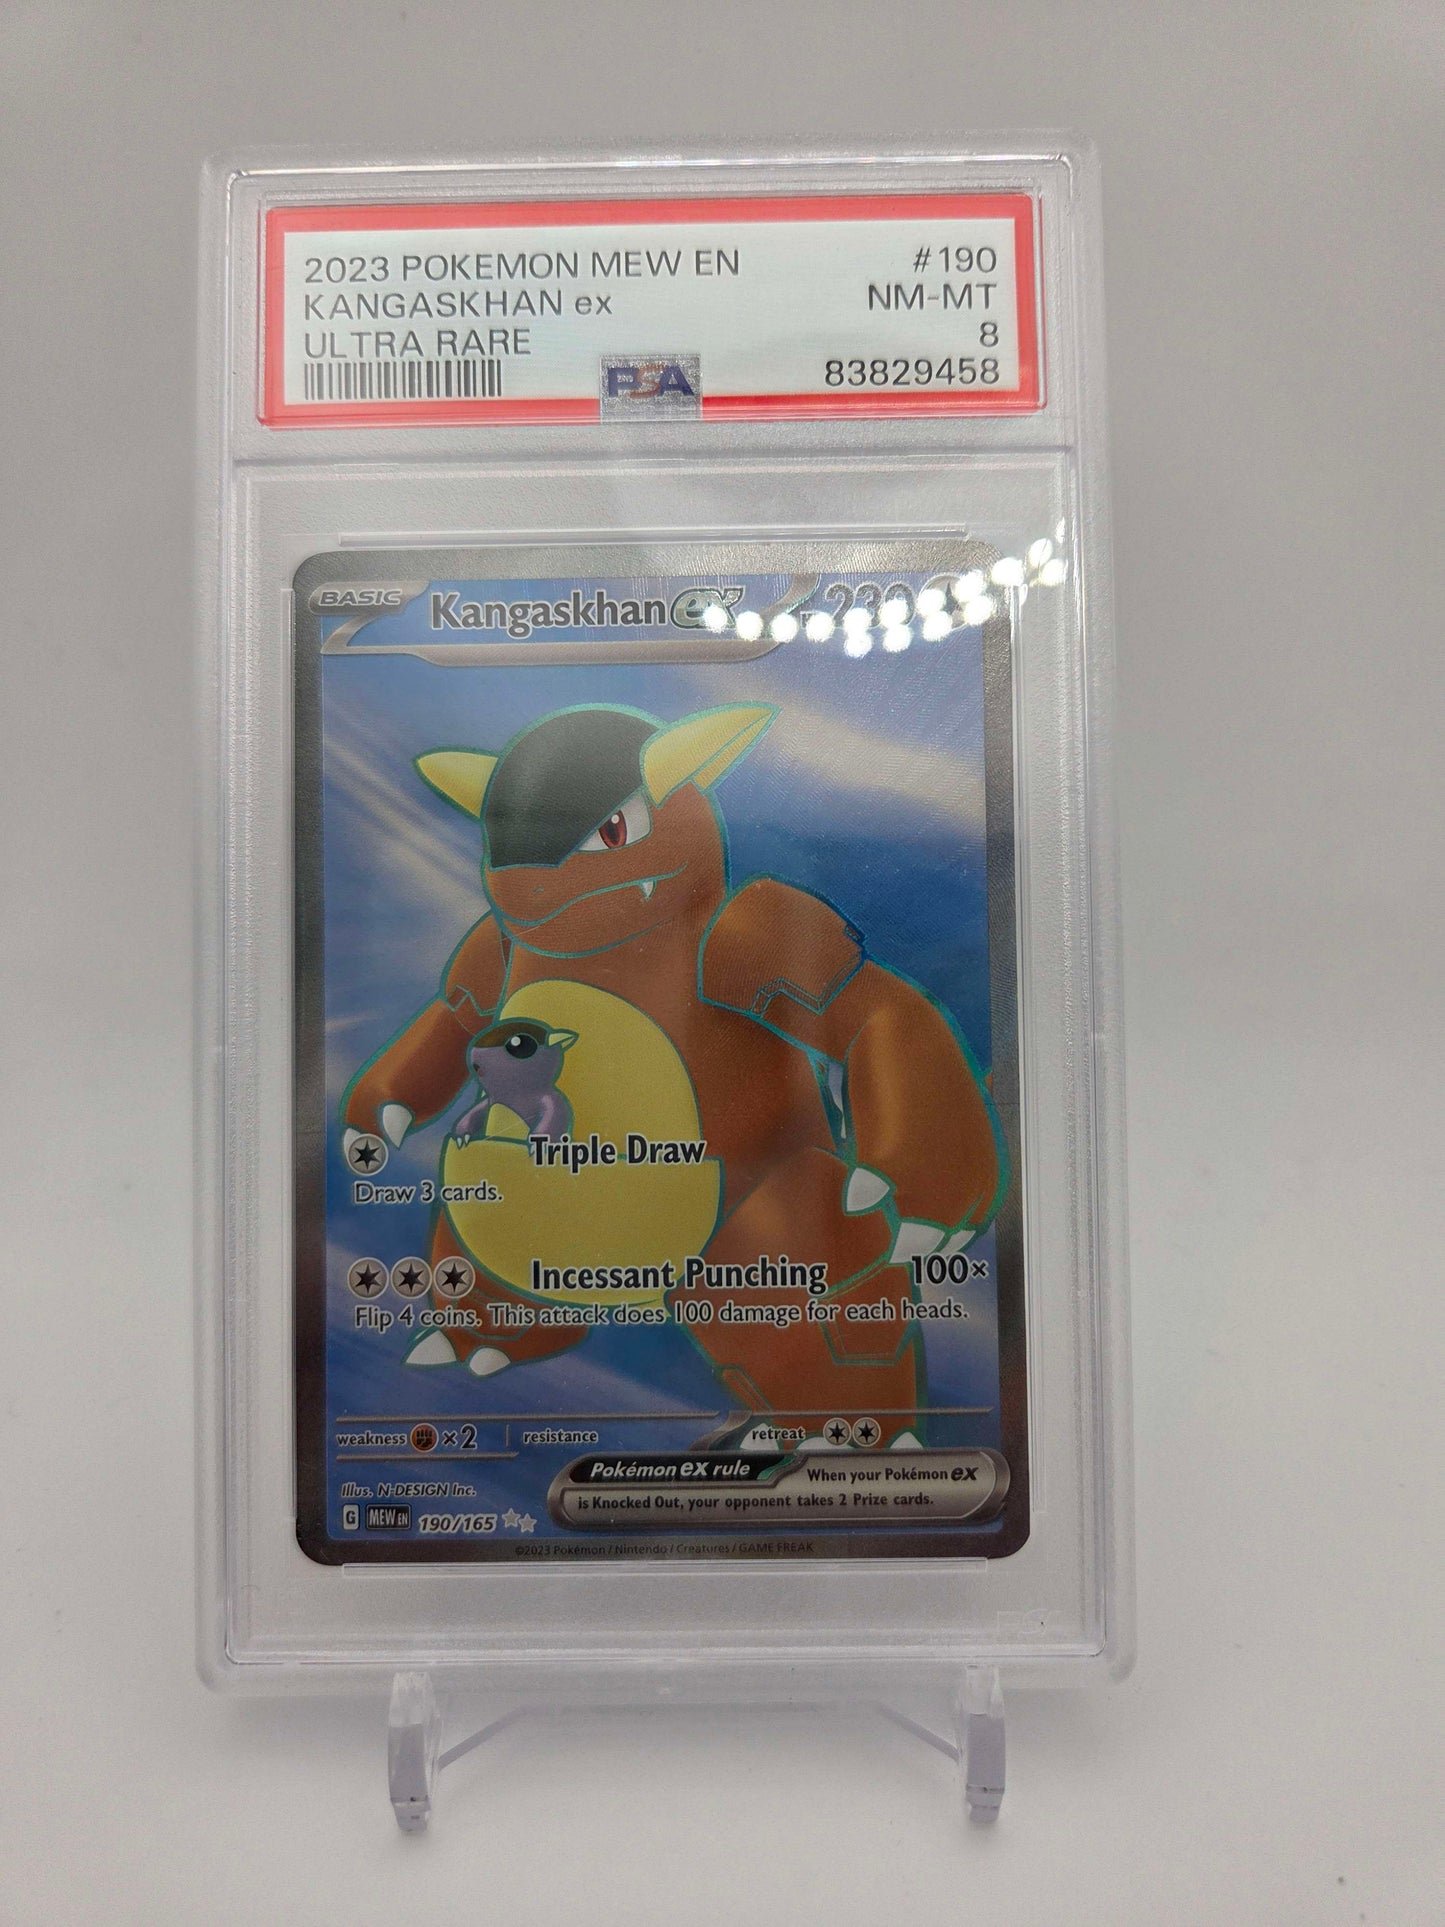 2023 POKEMON MEW EN #190
KANGASKHAN ex NM-MT
ULTRA RARE 8
PSA 83829458
BASIC Kangaskhan ex 230
Triple Draw
Draw 3 cards.
Incessant Punching 100×
Flip 4 coins. This attack does 100 damage for each heads.
weakness ×2 resistance retreat
Pokémon ex rule When your Pokémon ex
is Knocked Out, your opponent takes 2 Prize cards.
Illus. N-DESIGN Inc.
G MEW EN 190/165
©2023 Pokémon / Nintendo / Creatures / GAME FREAK
PSA